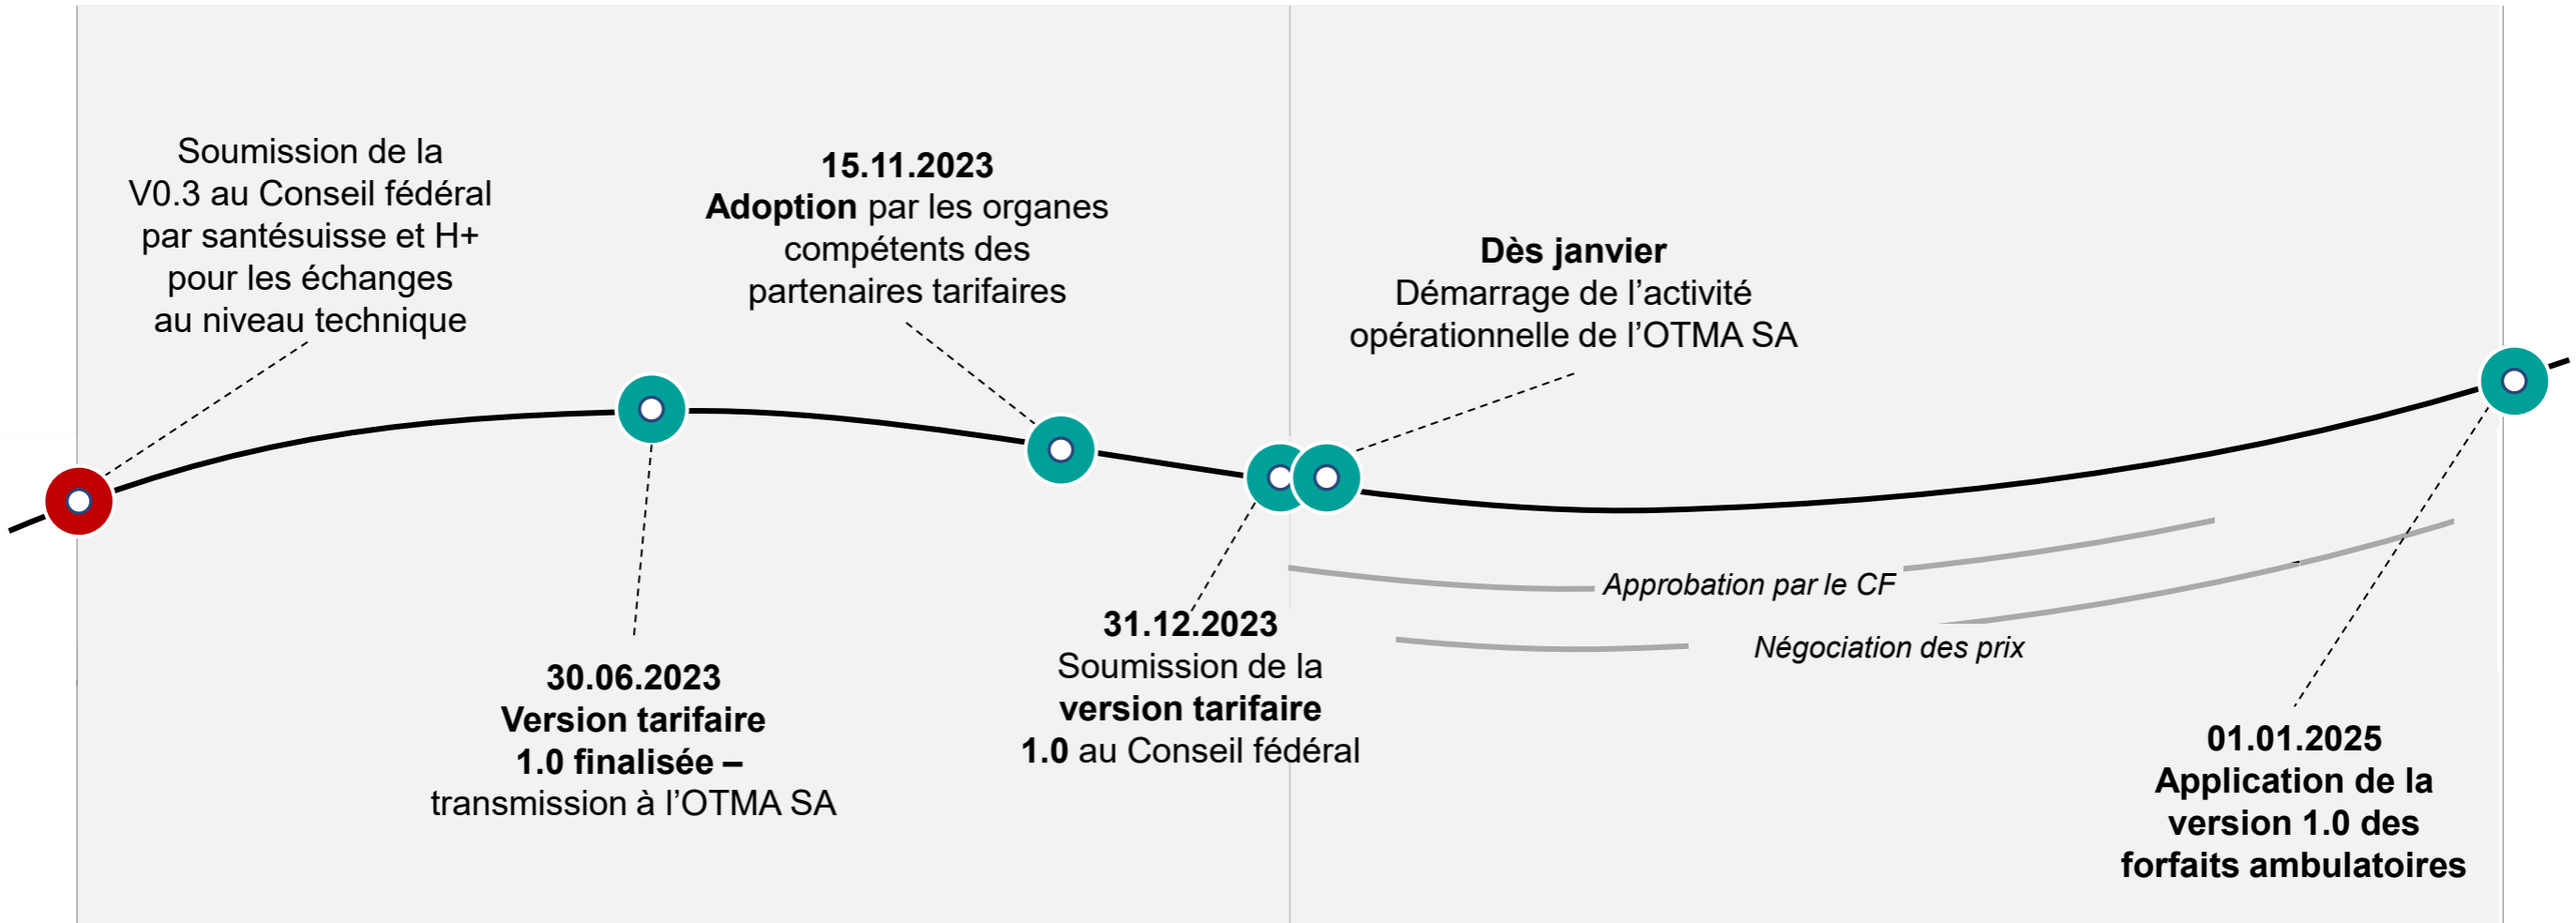 Soumission de la
V0.3 au Conseil fédéral
par santésuisse et H+
pour les échanges
au niveau technique
15.11.2023
Adoption par les organes
compétents des
partenaires tarifaires
Dès janvier
Démarrage de l’activité
opérationnelle de l’OTMA SA
Approbation par le CF
Négociation des prix
30.06.2023
Version tarifaire
1.0 finalisée –
transmission à l’OTMA SA
31.12.2023
Soumission de la
version tarifaire
1.0 au Conseil fédéral
01.01.2025
Application de la
version 1.0 des
forfaits ambulatoires